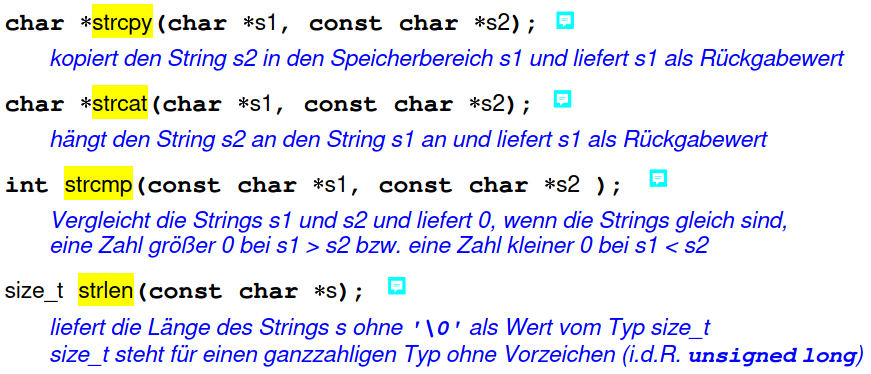 char *strcpy(char *s1, const char *s2);
kopiert den String s2 in den Speicherbereich s1 und liefert s1 als Rückgabewert
char *strcat(char *s1, const char *s2);
hängt den String s2 an den String s1 an und liefert s1 als Rückgabewert
int strcmp(const char *s1, const char *s2 );
Vergleicht die Strings s1 und s2 und liefert 0, wenn die Strings gleich sind,
eine Zahl größer 0 bei s1 > s2 bzw. eine Zahl kleiner 0 bei s1 < s2
size_t strlen(const char *s);
liefert die Länge des Strings s ohne '\0' als Wert vom Typ size_t
size_t steht für einen ganzzahligen Typ ohne Vorzeichen (i.d.R. unsigned long)